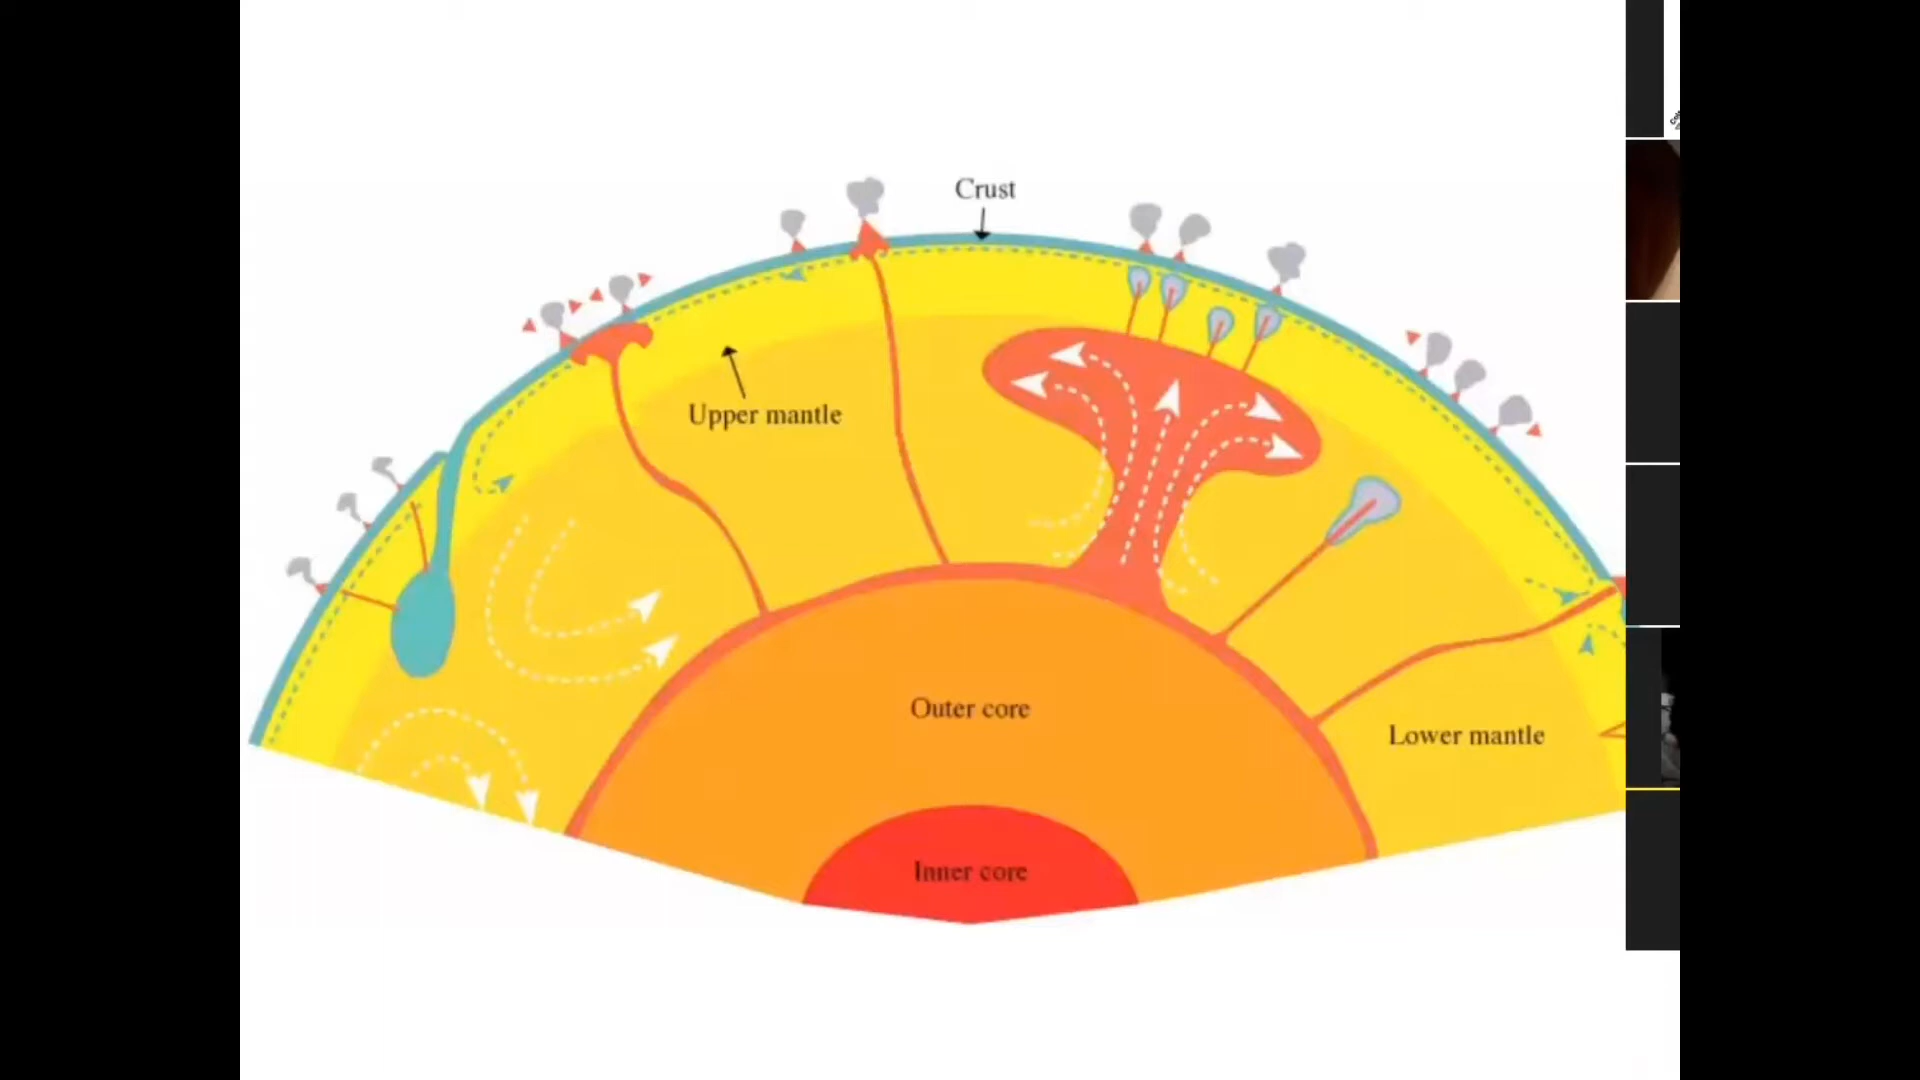 Crust
Upper mantle
Outer core
Lower mantle
Inner core